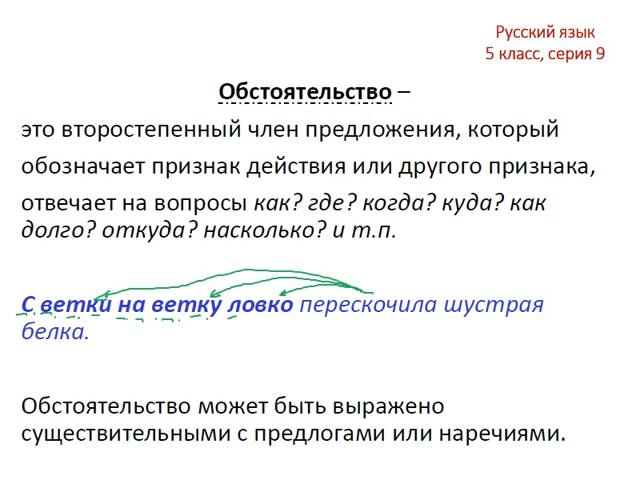 Русский язык
5 класс, серия 9
Обстоятельство –
это второстепенный член предложения, который
обозначает признак действия или другого признака,
отвечает на вопросы как? где? когда? куда? как
долго? откуда? насколько? и т.п.
С ветки на ветку ловко перескочила шустрая
белка.
Обстоятельство может быть выражено
существительными с предлогами или наречиями.